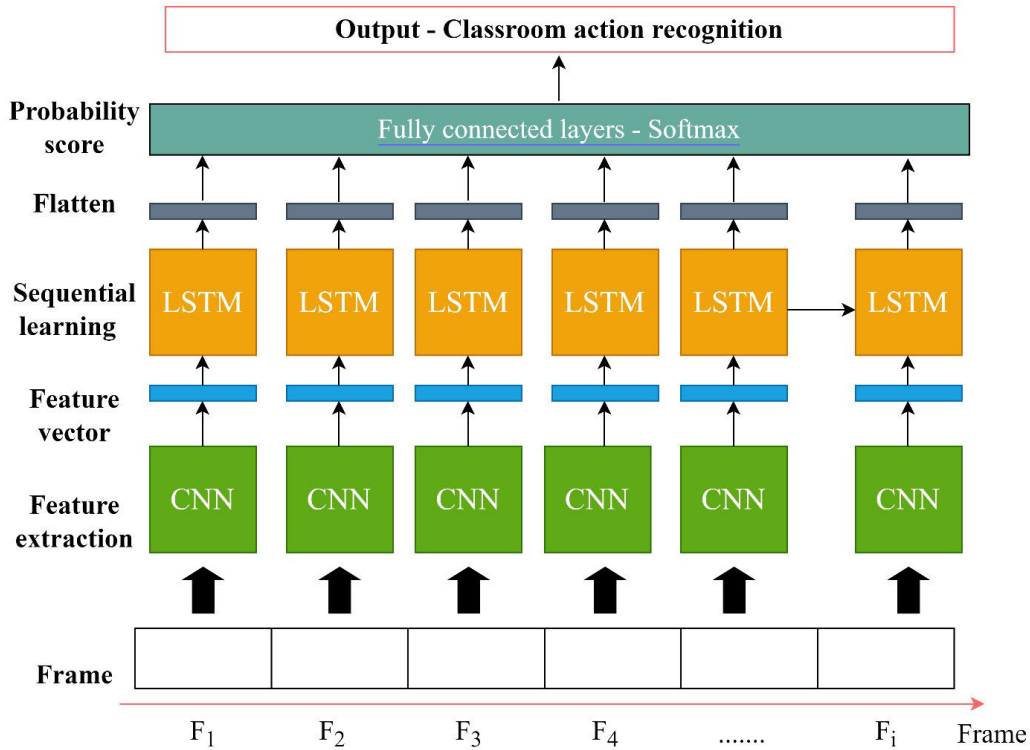 Output - Classroom action recognition
Probability
score
Fully connected layers - Softmax
Flatten
Sequential
learning
LSTM LSTM LSTM LSTM LSTM LSTM
Feature
vector
Feature
extraction
CNN CNN CNN CNN CNN CNN
Frame
F1 F2 F3 F4 ....... Fi Frame